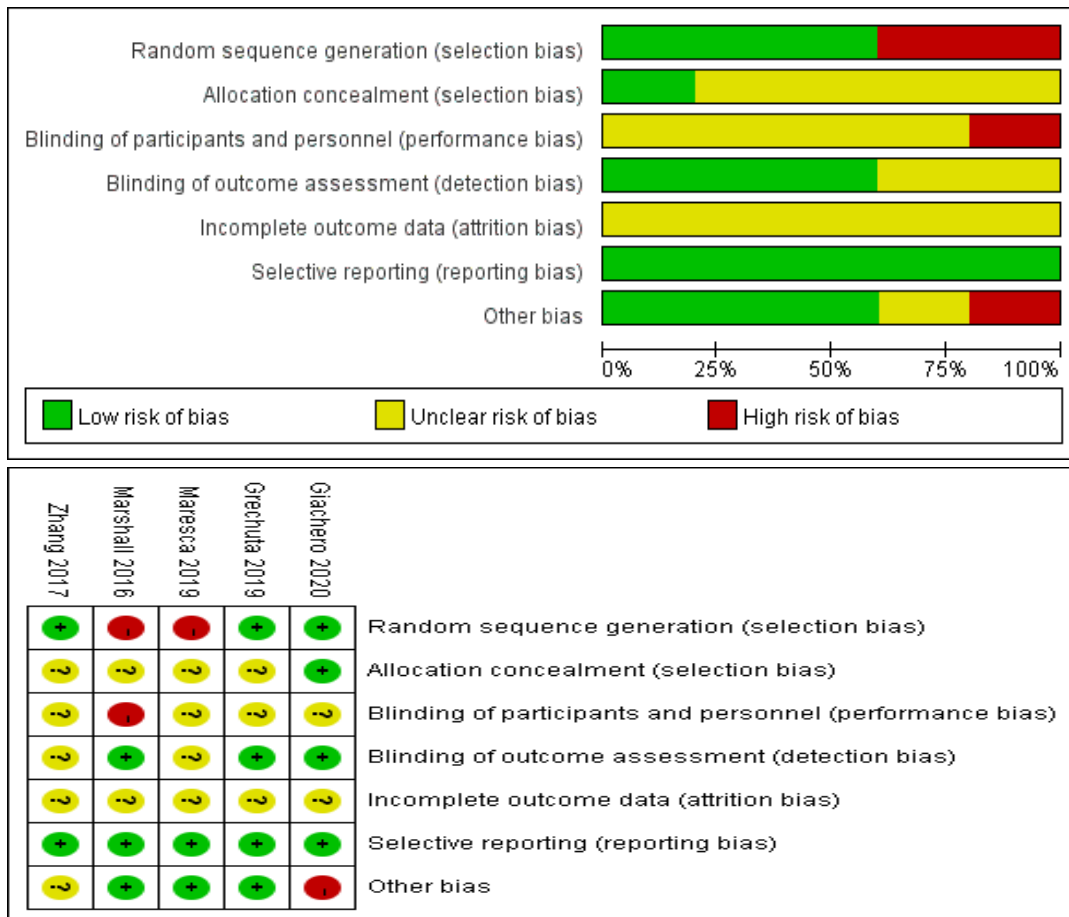 Random sequence generation (selection bias)
Allocation concealment (selection bias)
Blinding of participants and personnel (performance bias)
Blinding of outcome assessment (detection bias)
Incomplete outcome data (attrition bias)
Selective reporting (reporting bias)
Other bias
0% 25% 50% 75% 100%
Low risk of bias Unclear risk of bias High risk of bias
Zhang 2017 Marshall 2016 Maresca 2019 Grechuta 2019 Giachero 2020
+ - - + + Random sequence generation (selection bias)
? ? ? ? + Allocation concealment (selection bias)
? - ? ? ? Blinding of participants and personnel (performance bias)
? + ? + + Blinding of outcome assessment (detection bias)
? ? ? ? ? Incomplete outcome data (attrition bias)
+ + + + + Selective reporting (reporting bias)
? + + + - Other bias